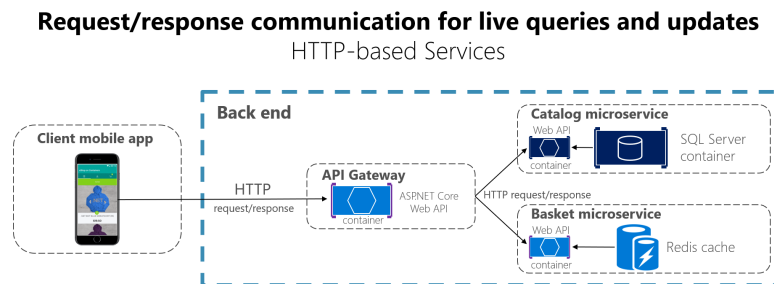 Request/response communication for live queries and updates
HTTP-based Services
Back end
Client mobile app
HTTP
request/response
API Gateway
ASP.NET Core
Web API
container
HTTP request/response
Catalog microservice
Web API
container
SQL Server
container
Basket microservice
Web API
container
Redis cache